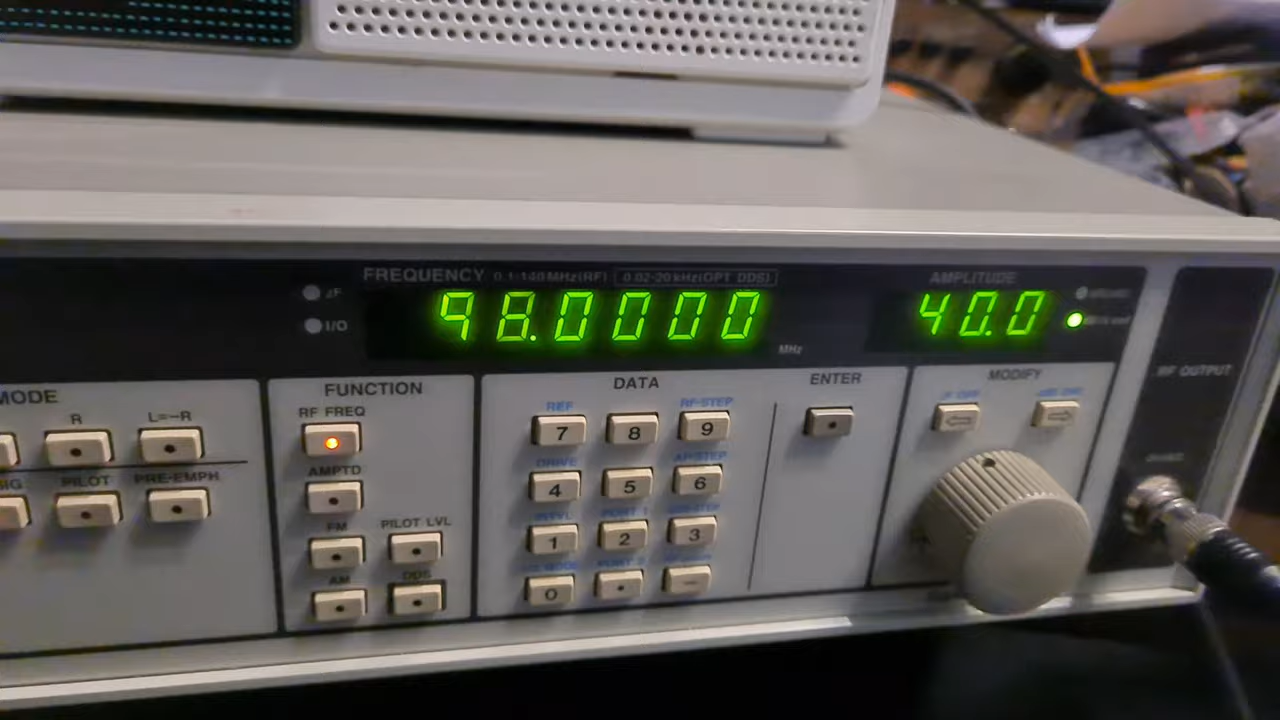 FREQUENCY 0.1-140 MHz(RF) 0.02-20 kHz(OPT DDS)
AMPLITUDE
I/O
98.0000
MHz
40.0
RF OUTPUT
MODE
R
L=-R
PILOT
PRE-EMPH
FUNCTION
RF FREQ
AMPTD
FM
PILOT LVL
AM
DDS
DATA
REF
RF-STEP
7
8
9
4
5
6
1
2
3
0
•
−
ENTER
MODIFY